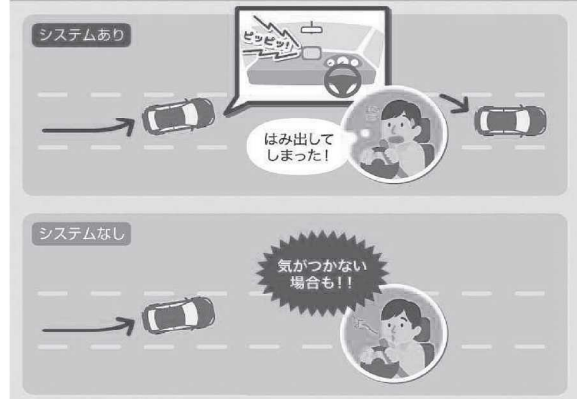 システムあり
ピッピッ!
はみ出して
しまった!
システムなし
気がつかない
場合も!!